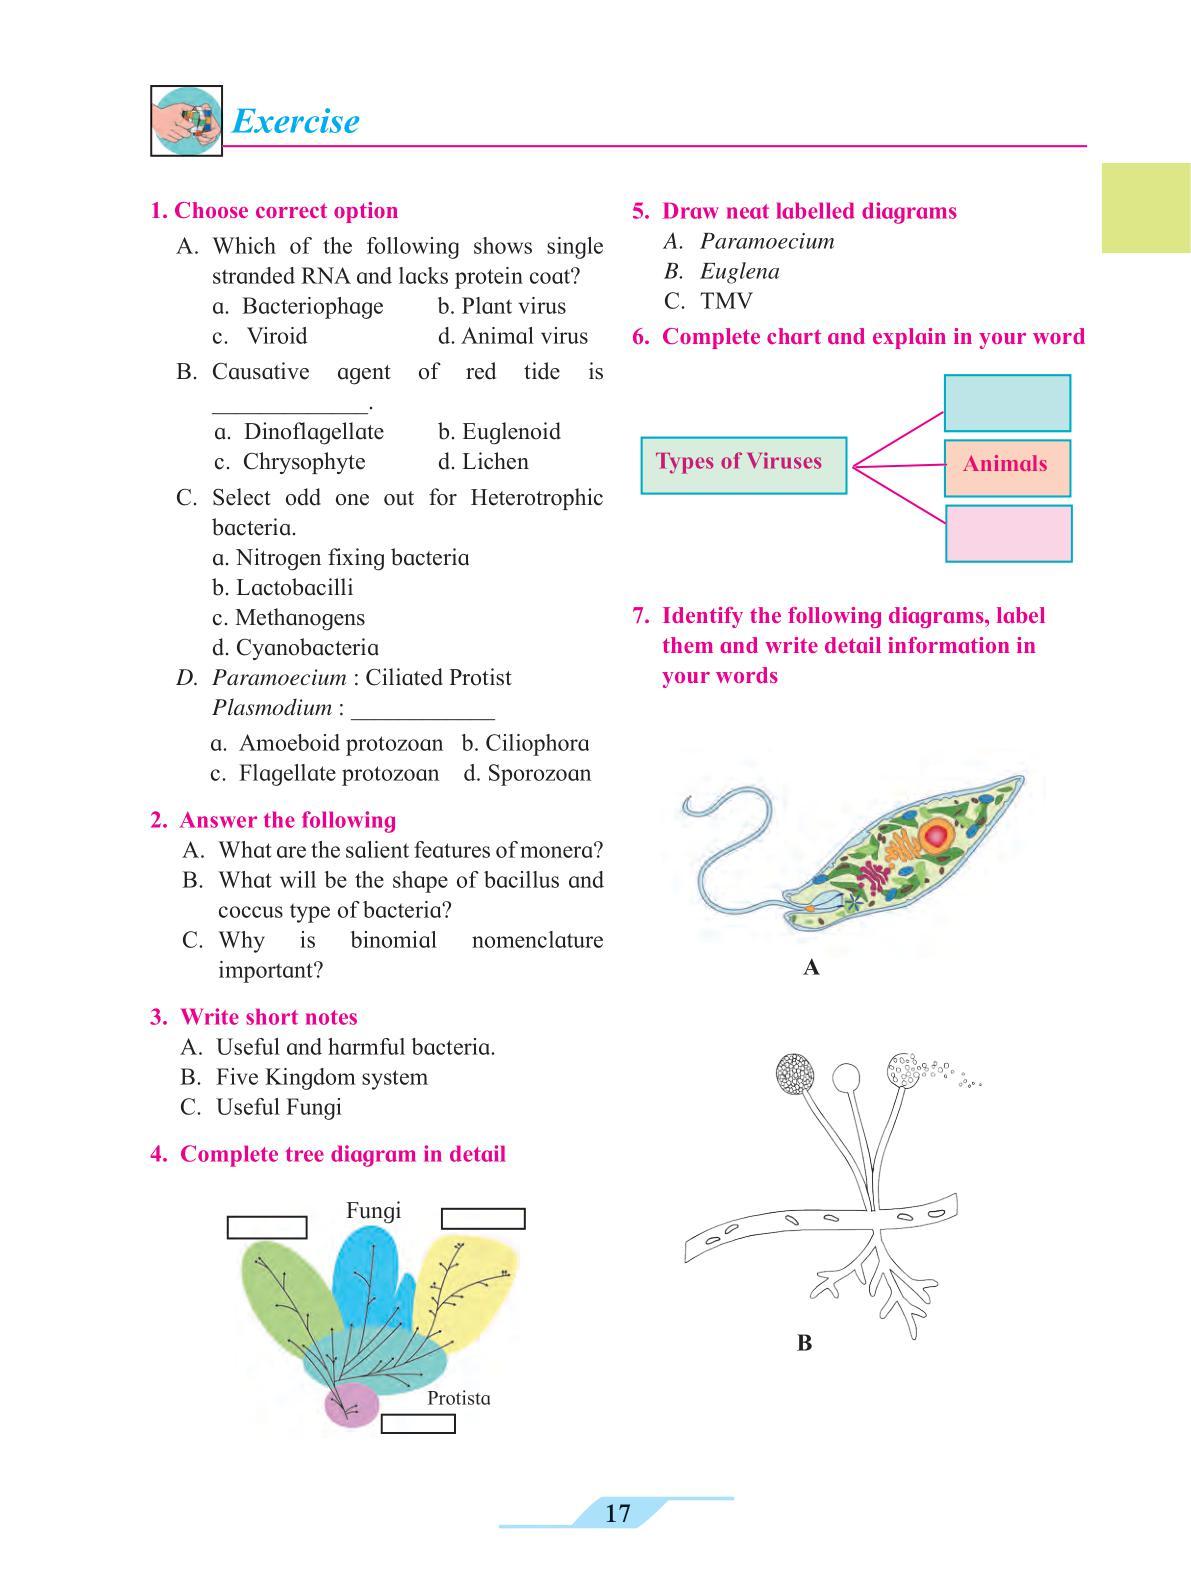 Exercise
1. Choose correct option
A. Which of the following shows single
stranded RNA and lacks protein coat?
a. Bacteriophage b. Plant virus
c. Viroid d. Animal virus
B. Causative agent of red tide is
_____________.
a. Dinoflagellate b. Euglenoid
c. Chrysophyte d. Lichen
C. Select odd one out for Heterotrophic
bacteria.
a. Nitrogen fixing bacteria
b. Lactobacilli
c. Methanogens
d. Cyanobacteria
D. Paramoecium : Ciliated Protist
Plasmodium : ____________
a. Amoeboid protozoan b. Ciliophora
c. Flagellate protozoan d. Sporozoan
2. Answer the following
A. What are the salient features of monera?
B. What will be the shape of bacillus and
coccus type of bacteria?
C. Why is binomial nomenclature
important?
3. Write short notes
A. Useful and harmful bacteria.
B. Five Kingdom system
C. Useful Fungi
4. Complete tree diagram in detail
Fungi
Protista
5. Draw neat labelled diagrams
A. Paramoecium
B. Euglena
C. TMV
6. Complete chart and explain in your word
Types of Viruses
Animals
7. Identify the following diagrams, label
them and write detail information in
your words
A
B
17